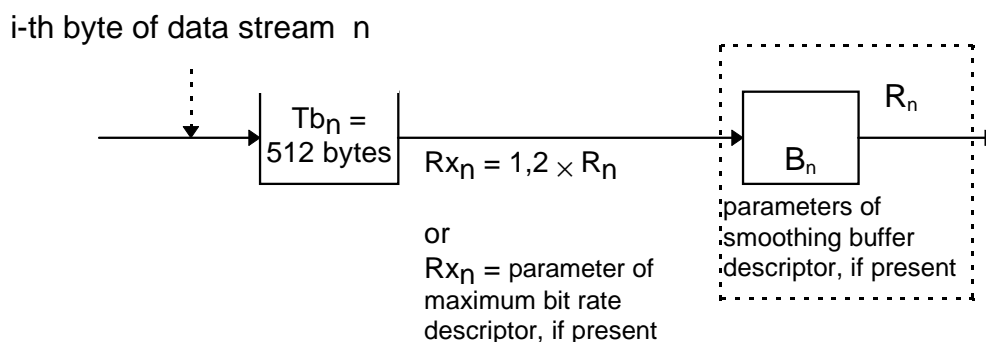 i-th byte of data stream n
Tbn =
512 bytes
Rxn = 1,2 × Rn
or
Rxn = parameter of
maximum bit rate
descriptor, if present
Rn
Bn
parameters of
smoothing buffer
descriptor, if present